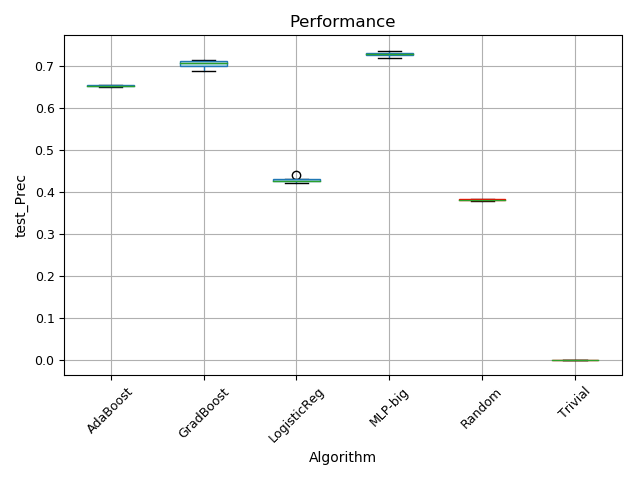 Performance
test_Prec
0.7
0.6
0.5
0.4
0.3
0.2
0.1
0.0
AdaBoost
GradBoost
LogisticReg
MLP-big
Random
Trivial
Algorithm